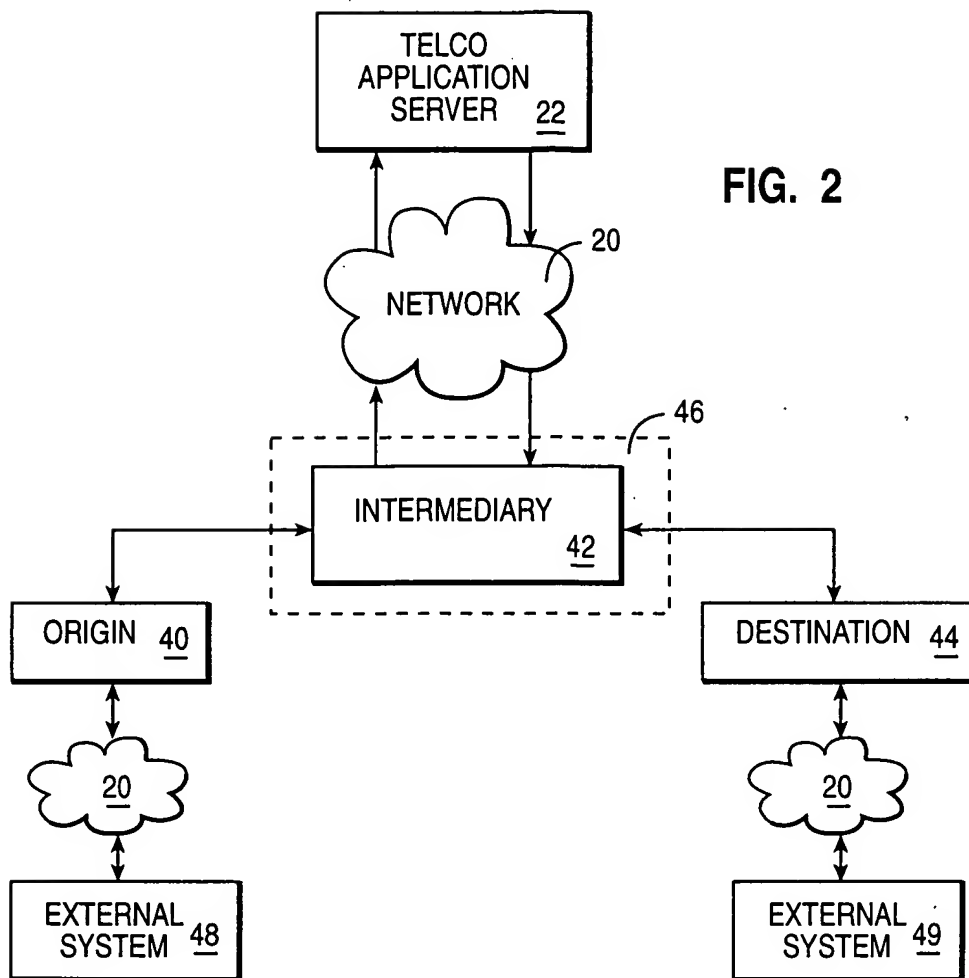 TELCO
APPLICATION
SERVER 22
FIG. 2
20
NETWORK
46
INTERMEDIARY
42
ORIGIN 40
DESTINATION 44
20
20
EXTERNAL
SYSTEM 48
EXTERNAL
SYSTEM 49